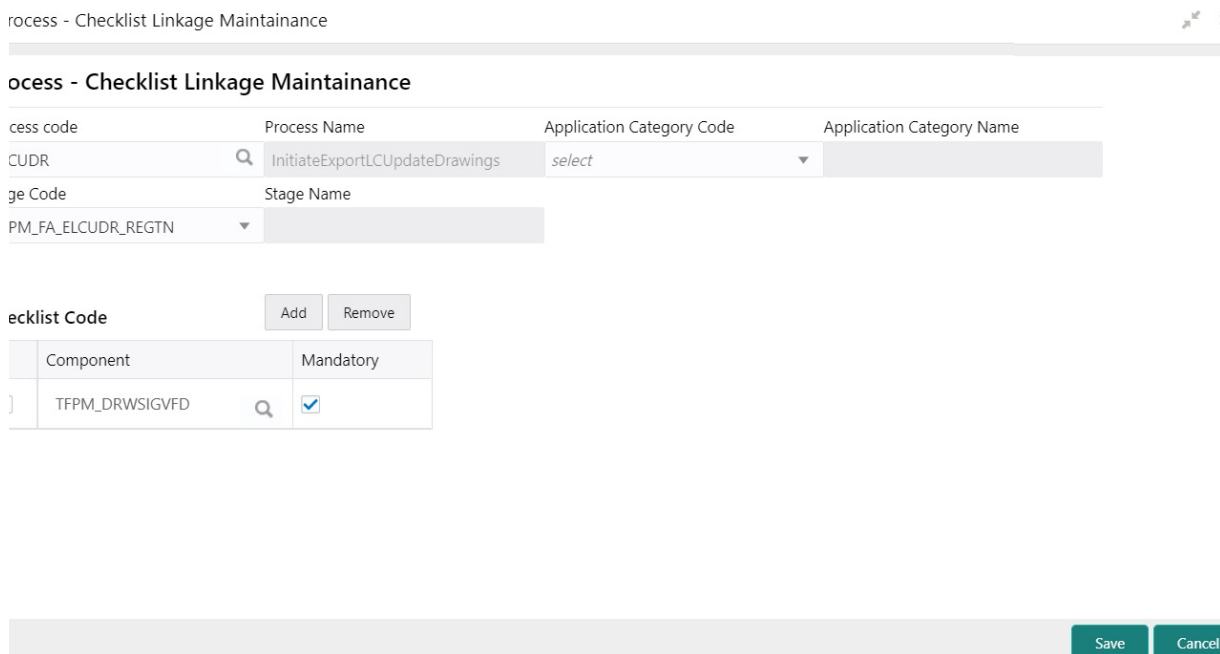 rocess - Checklist Linkage Maintainance
ocess - Checklist Linkage Maintainance
cess code Process Name Application Category Code Application Category Name
CUDR InitiateExportLCUpdateDrawings select
ge Code Stage Name
PM_FA_ELCUDR_REGTN
ecklist Code Add Remove
Component Mandatory
TFPM_DRWSIGVFD
Save Cancel